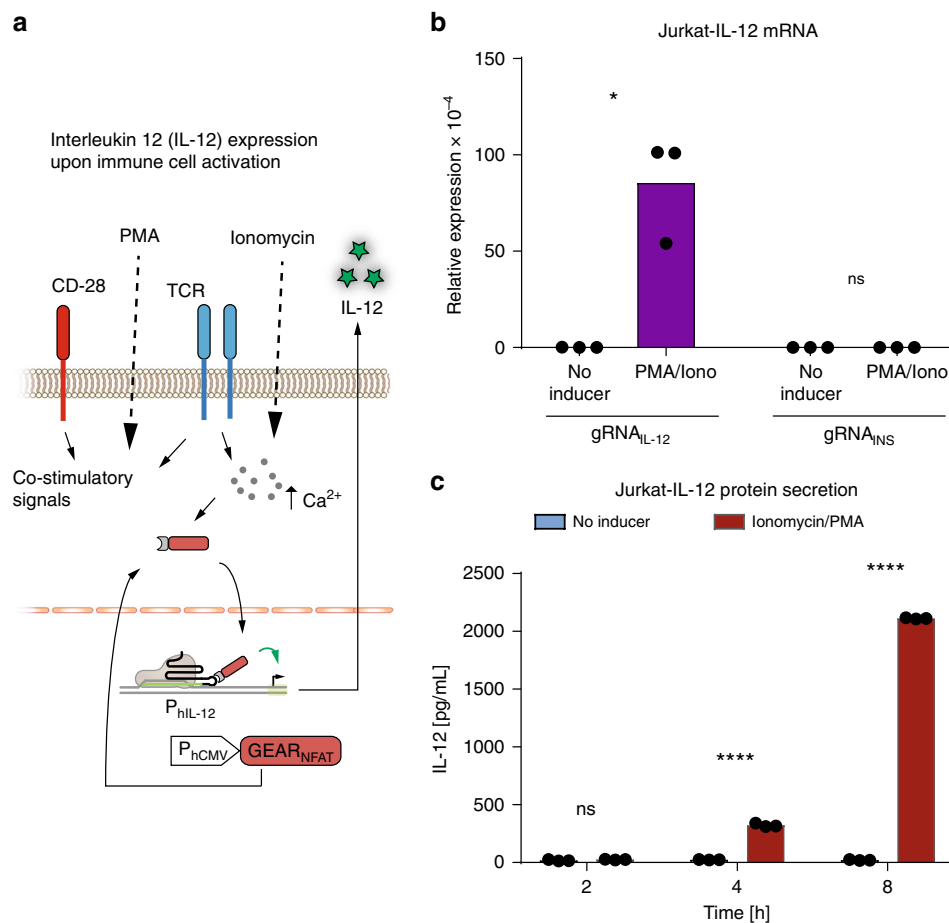 a
Interleukin 12 (IL-12) expression
upon immune cell activation
PMA
Ionomycin
CD-28
TCR
IL-12
Co-stimulatory
signals
Ca2+
PhIL-12
PhCMV
GEARNFAT
b
Jurkat-IL-12 mRNA
Relative expression × 10–4
150
100
50
0
*
ns
No
inducer
PMA/Iono
No
inducer
PMA/Iono
gRNAIL-12
gRNAINS
c
Jurkat-IL-12 protein secretion
No inducer
Ionomycin/PMA
IL-12 [pg/mL]
2500
2000
1500
1000
500
0
ns
****
****
2
4
8
Time [h]